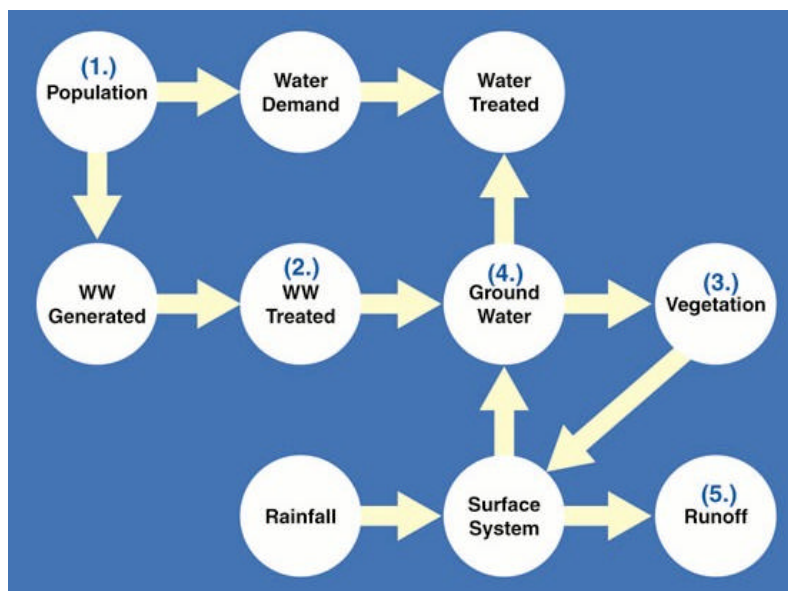 (1.)
Population
Water
Demand
Water
Treated
WW
Generated
(2.)
WW
Treated
(4.)
Ground
Water
(3.)
Vegetation
Rainfall
Surface
System
(5.)
Runoff